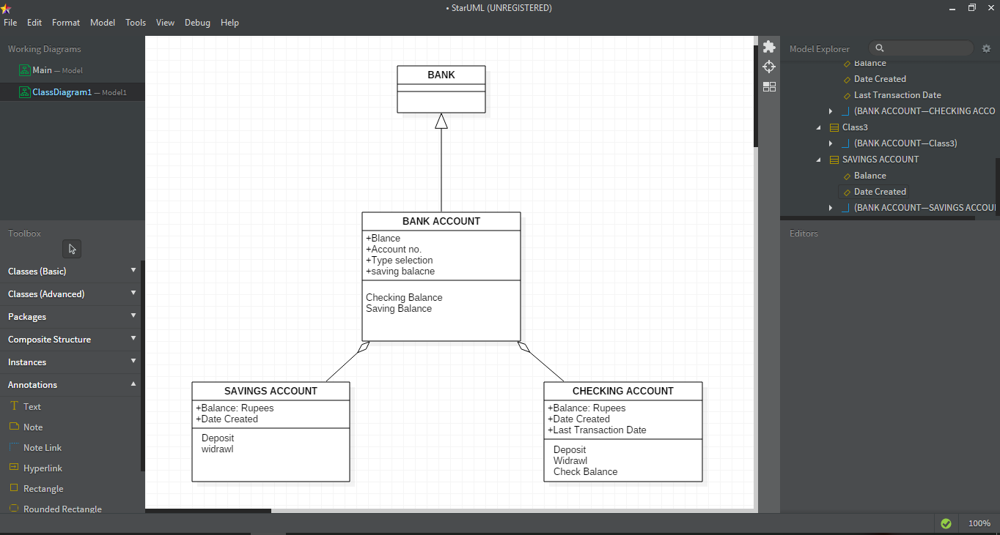 • StarUML (UNREGISTERED)
File Edit Format Model Tools View Debug Help
Working Diagrams
Main — Model
ClassDiagram1 — Model1
Toolbox
Classes (Basic)
Classes (Advanced)
Packages
Composite Structure
Instances
Annotations
Text
Note
Note Link
Hyperlink
Rectangle
Rounded Rectangle
BANK
BANK ACCOUNT
+Blance
+Account no.
+Type selection
+saving balacne
Checking Balance
Saving Balance
SAVINGS ACCOUNT
+Balance: Rupees
+Date Created
Deposit
widrawl
CHECKING ACCOUNT
+Balance: Rupees
+Date Created
+Last Transaction Date
Deposit
Widrawl
Check Balance
Model Explorer
Balance
Date Created
Last Transaction Date
(BANK ACCOUNT—CHECKING ACCO
Class3
(BANK ACCOUNT—Class3)
SAVINGS ACCOUNT
Balance
Date Created
(BANK ACCOUNT—SAVINGS ACCOU
Editors
100%